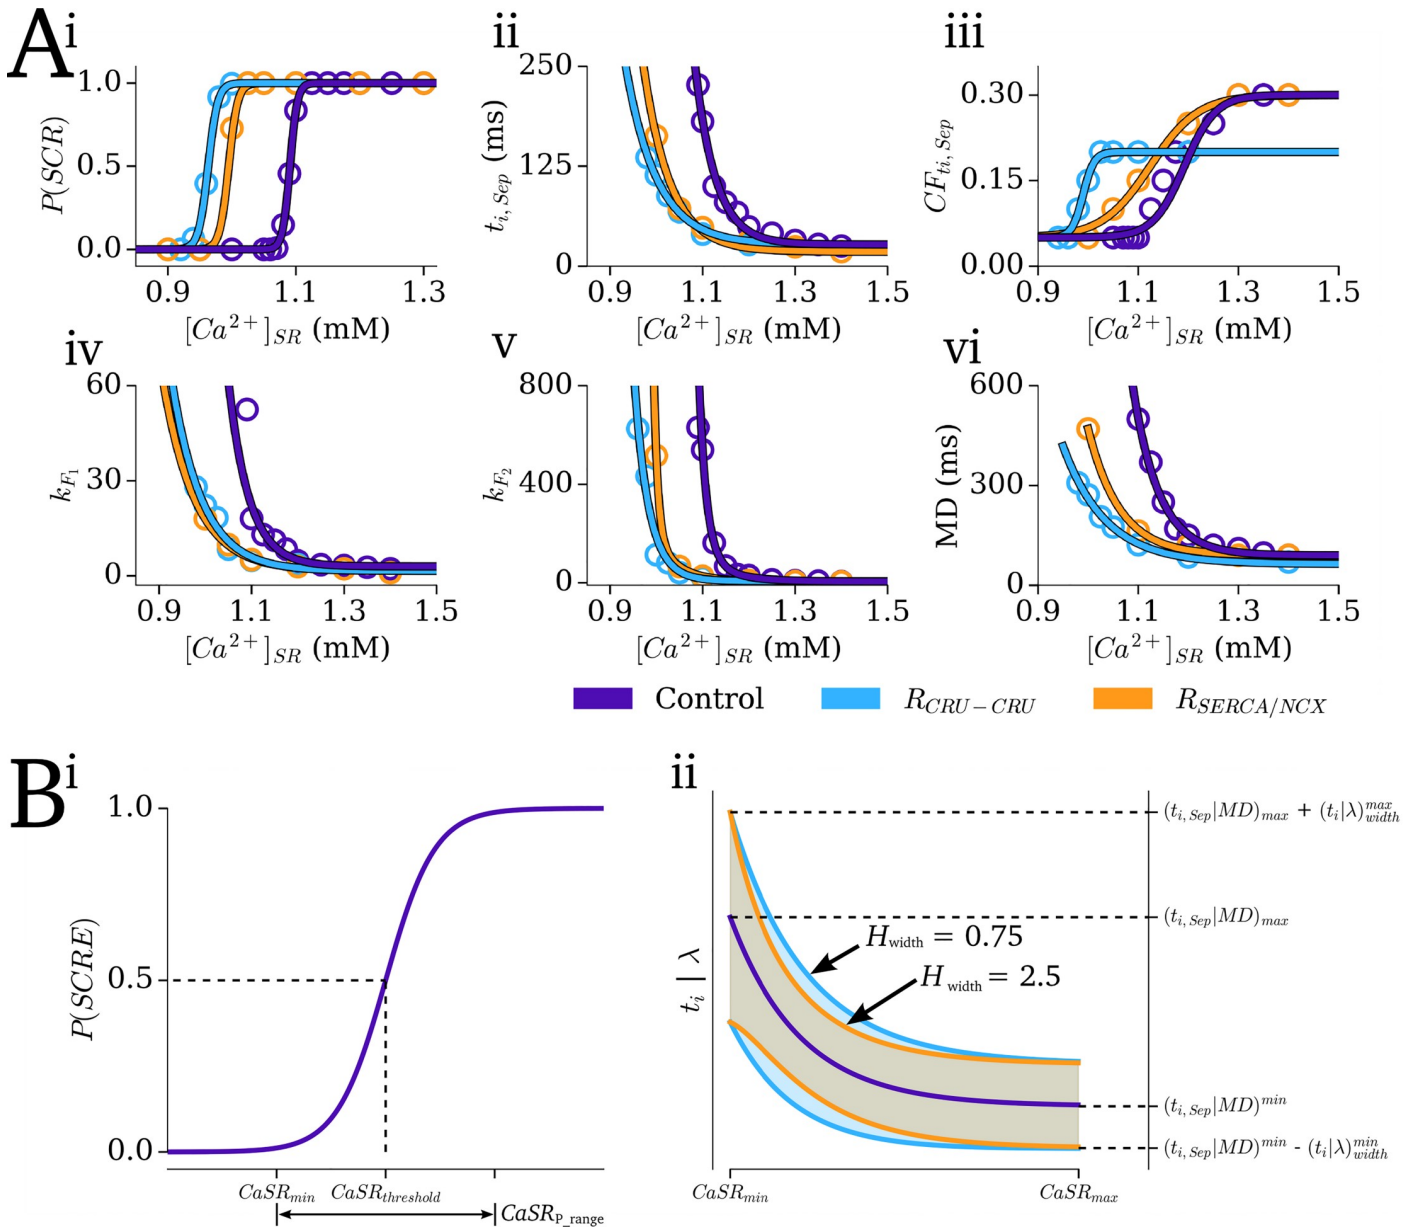 A
i
1.0
0.5
0.0
P(SCR)
0.9 1.1 1.3
[Ca²⁺]SR (mM)
ii
250
125
0
ti,Sep (ms)
0.9 1.1 1.3 1.5
[Ca²⁺]SR (mM)
iii
0.30
0.15
0.00
CFti,Sep
0.9 1.1 1.3 1.5
[Ca²⁺]SR (mM)
iv
60
30
0
kF1
0.9 1.1 1.3 1.5
[Ca²⁺]SR (mM)
v
800
400
0
kF2
0.9 1.1 1.3 1.5
[Ca²⁺]SR (mM)
vi
600
300
0
MD (ms)
0.9 1.1 1.3 1.5
[Ca²⁺]SR (mM)
Control RCRU−CRU RSERCA/NCX
B
i
1.0
0.5
0.0
P(SCRE)
CaSRmin CaSRthreshold
CaSRP_range
ii
ti | λ
Hwidth = 0.75
Hwidth = 2.5
(ti,Sep|MD)max + (ti|λ)width^max
(ti,Sep|MD)max
(ti,Sep|MD)^min
(ti,Sep|MD)^min - (ti|λ)width^min
CaSRmin CaSRmax